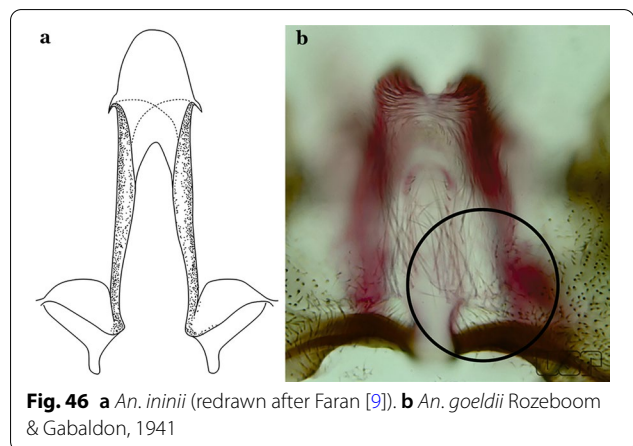 a
b
Fig. 46 a An. ininii (redrawn after Faran [9]). b An. goeldii Rozeboom
& Gabaldon, 1941